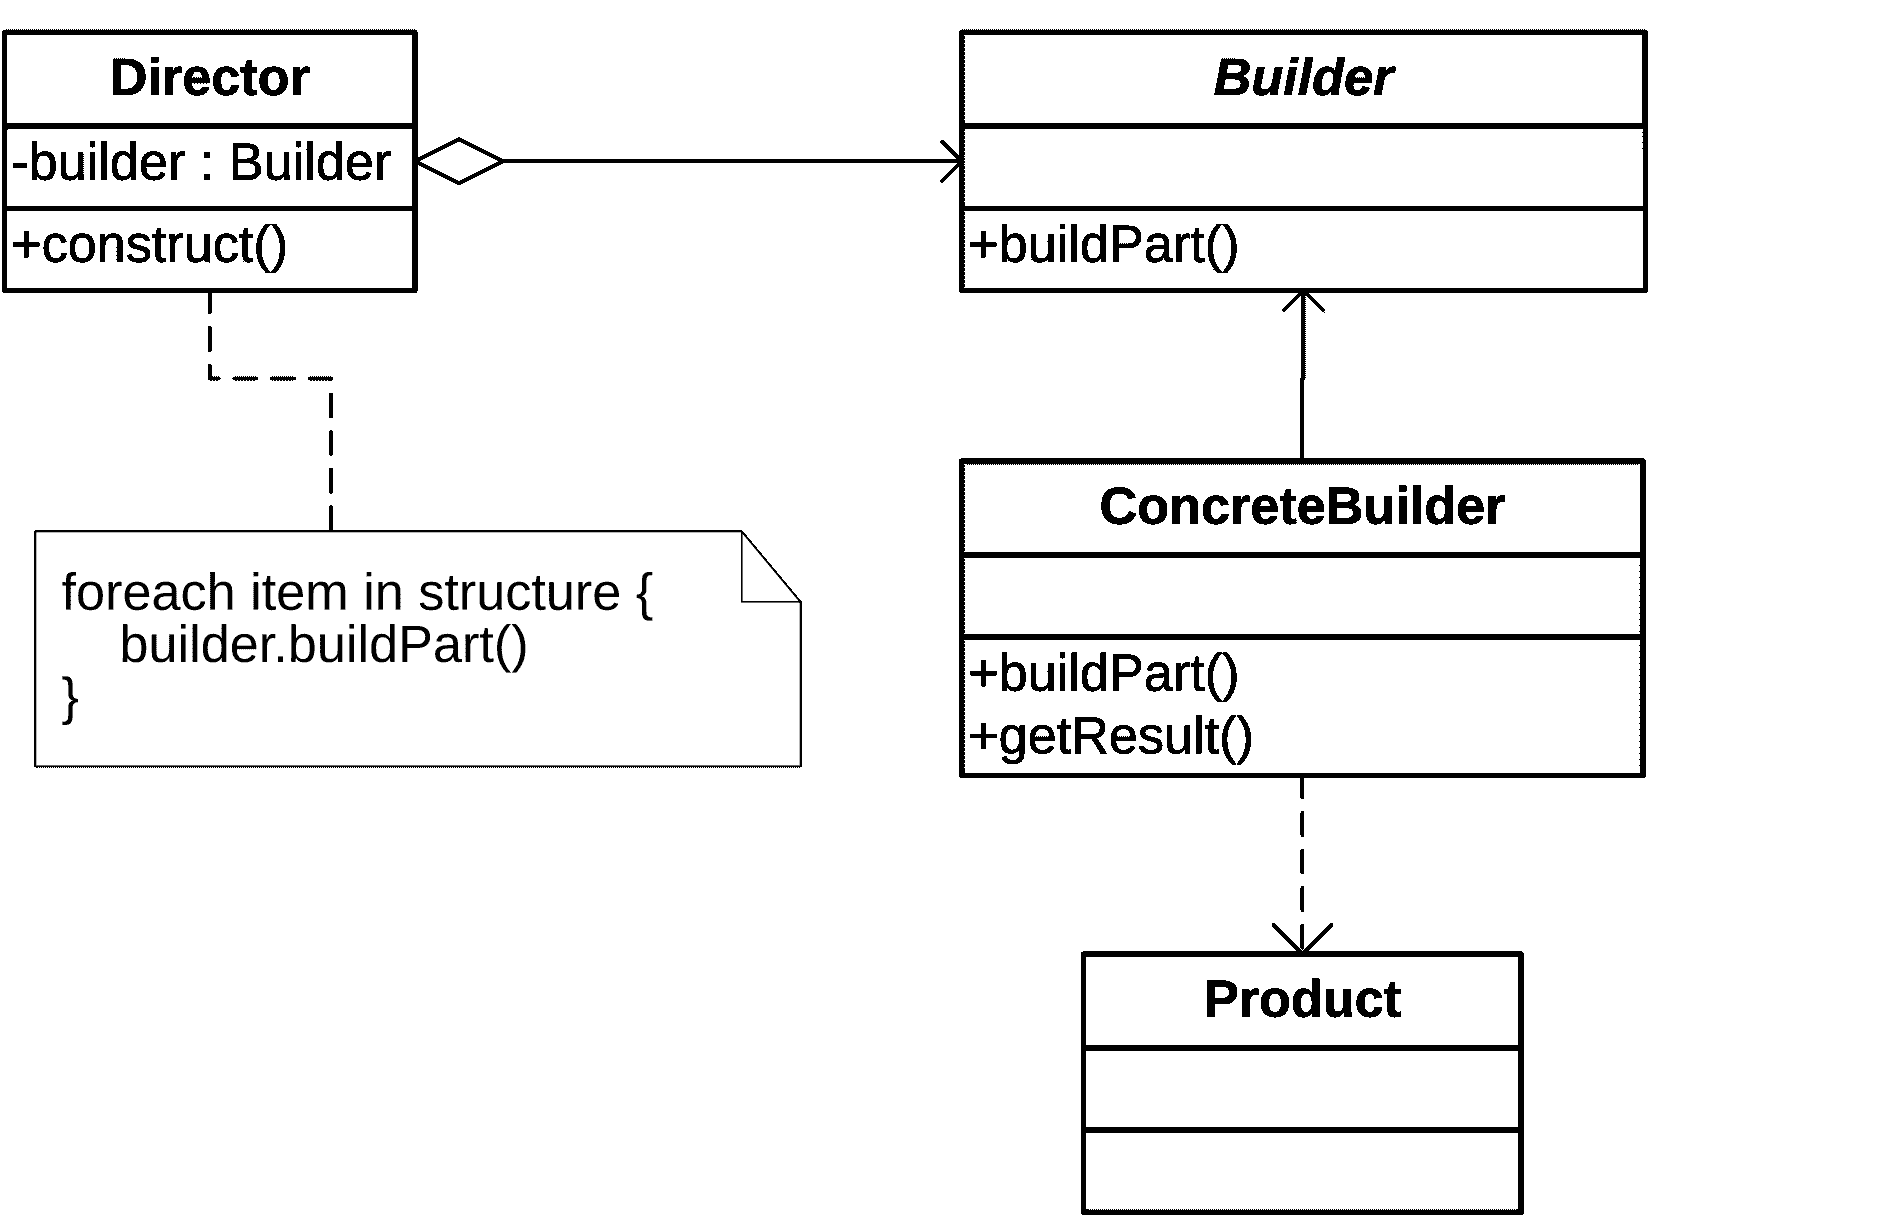 Director
-builder : Builder
+construct()
Builder
+buildPart()
foreach item in structure {
builder.buildPart()
}
ConcreteBuilder
+buildPart()
+getResult()
Product